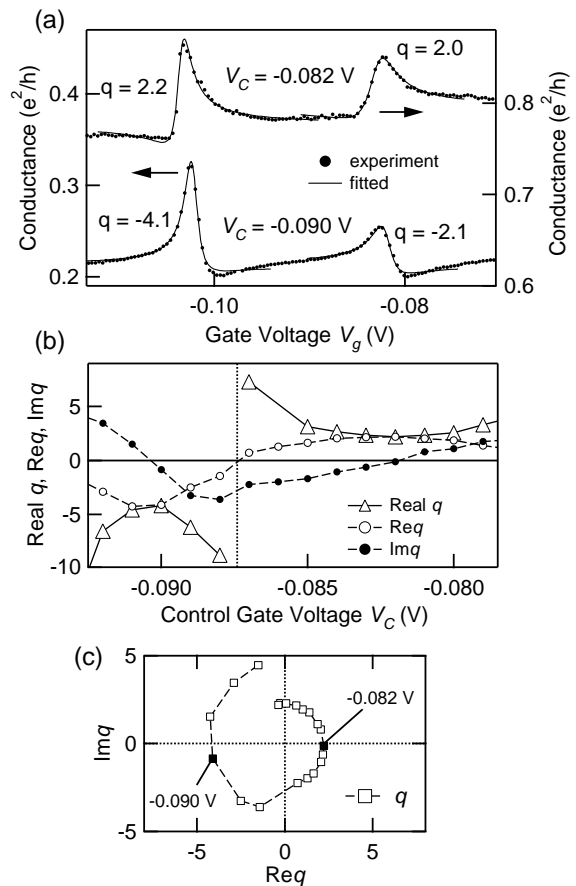 (a)
Conductance (e²/h)
0.4
0.3
0.2
q = 2.2
V_C = -0.082 V
q = 2.0
experiment
fitted
q = -4.1
V_C = -0.090 V
q = -2.1
0.8
0.7
0.6
Conductance (e²/h)
-0.10
-0.08
Gate Voltage V_g (V)
(b)
Real q, Req, Imq
5
0
-5
-10
Real q
Req
Imq
-0.090
-0.085
-0.080
Control Gate Voltage V_C (V)
(c)
Imq
5
0
-5
-0.082 V
-0.090 V
q
-5
0
5
Req